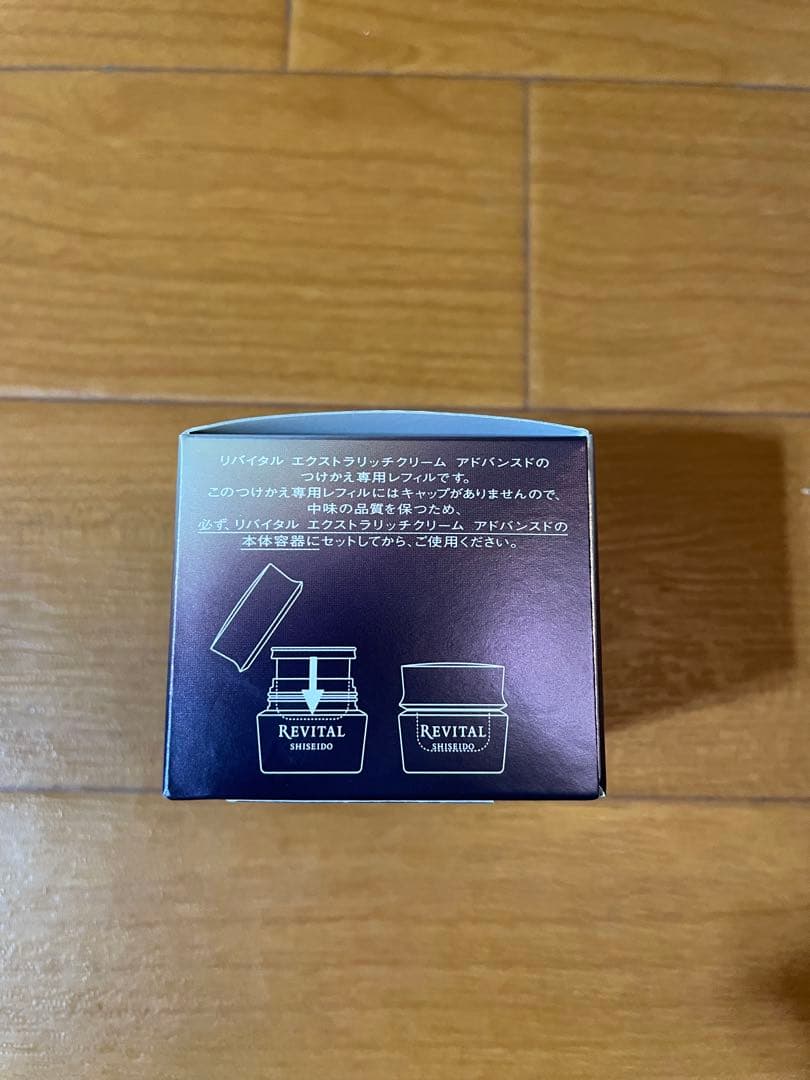 リバイタル エクストラリッチクリーム アドバンスドの
つけかえ専用レフィルです。
このつけかえ専用レフィルにはキャップがありませんので、
中味の品質を保つため、
必ず、リバイタル エクストラリッチクリーム アドバンスドの
本体容器にセットしてから、ご使用ください。
REVITAL
SHISEIDO
REVITAL
SHISEIDO